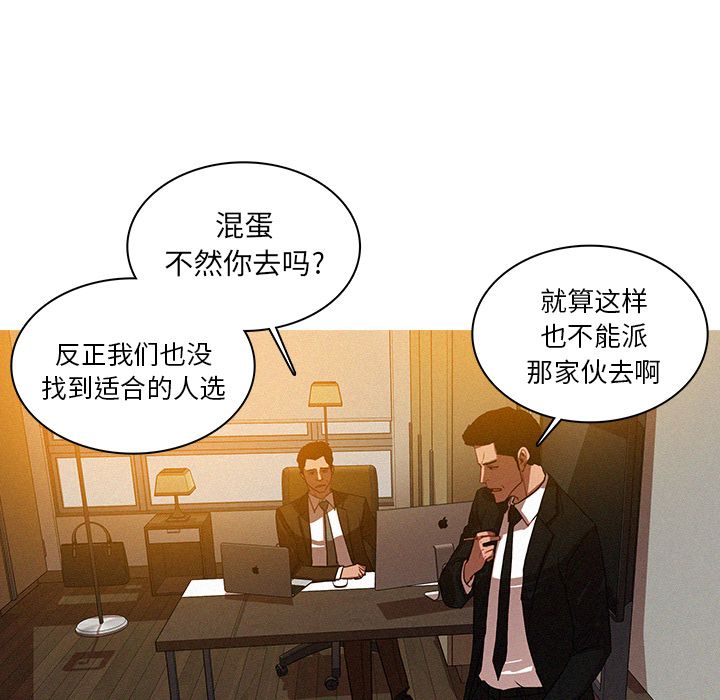 混蛋
不然你去吗?
反正我们也没
找到适合的人选
就算这样
也不能派
那家伙去啊